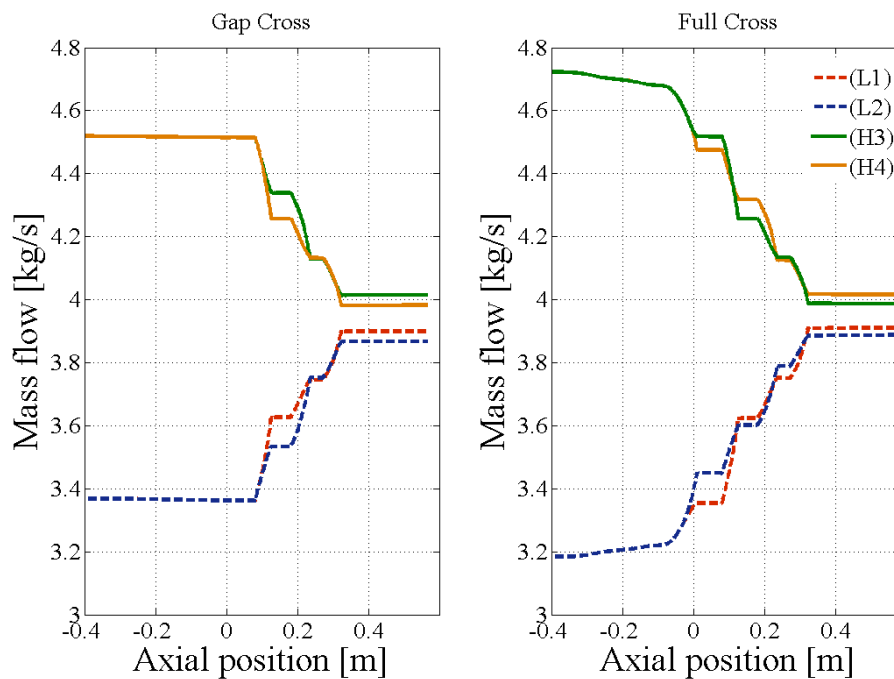 Gap Cross
Mass flow [kg/s]
4.8
4.6
4.4
4.2
4
3.8
3.6
3.4
3.2
3
-0.4 -0.2 0 0.2 0.4
Axial position [m]
Full Cross
Mass flow [kg/s]
4.8
4.6
4.4
4.2
4
3.8
3.6
3.4
3.2
3
-0.4 -0.2 0 0.2 0.4
Axial position [m]
(L1)
(L2)
(H3)
(H4)